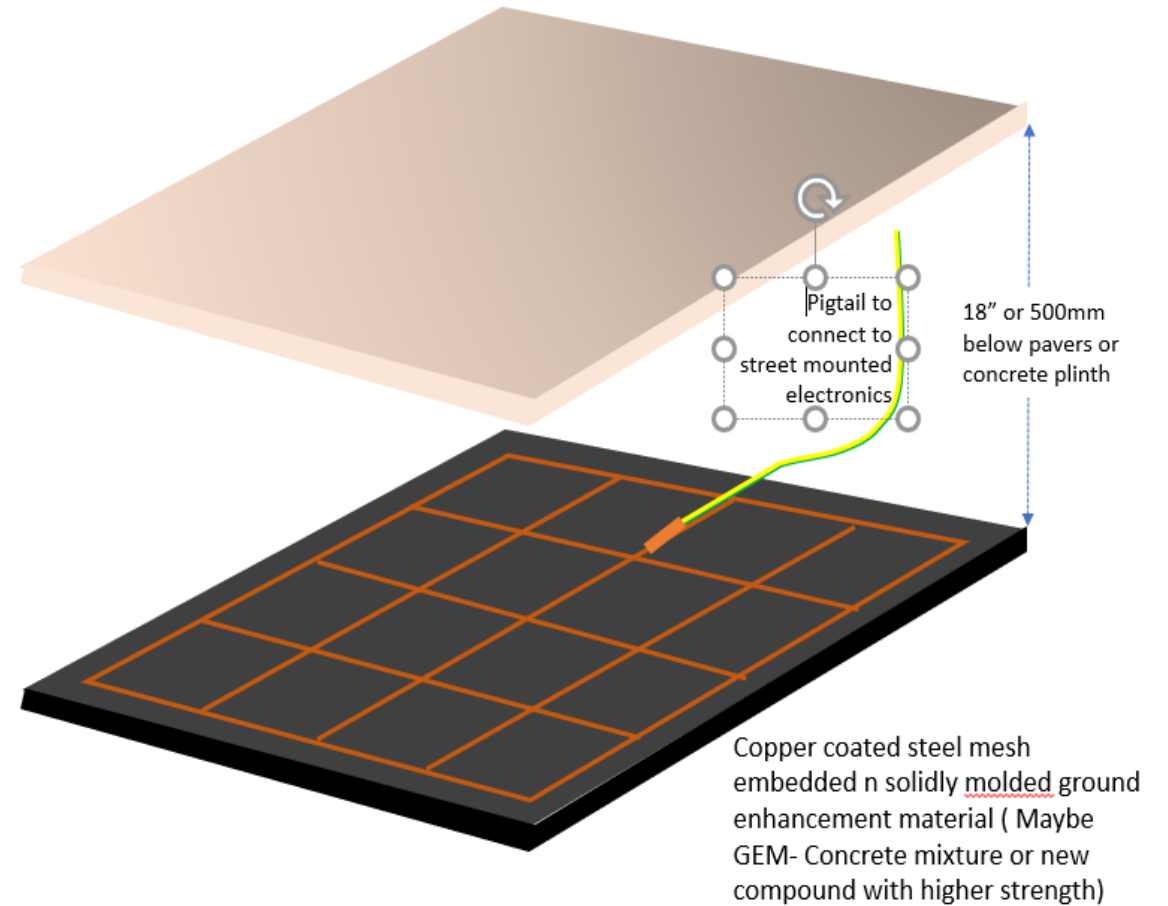 Pigtail to
connect to
street mounted
electronics
18” or 500mm
below pavers or
concrete plinth
Copper coated steel mesh
embedded n solidly molded ground
enhancement material ( Maybe
GEM- Concrete mixture or new
compound with higher strength)